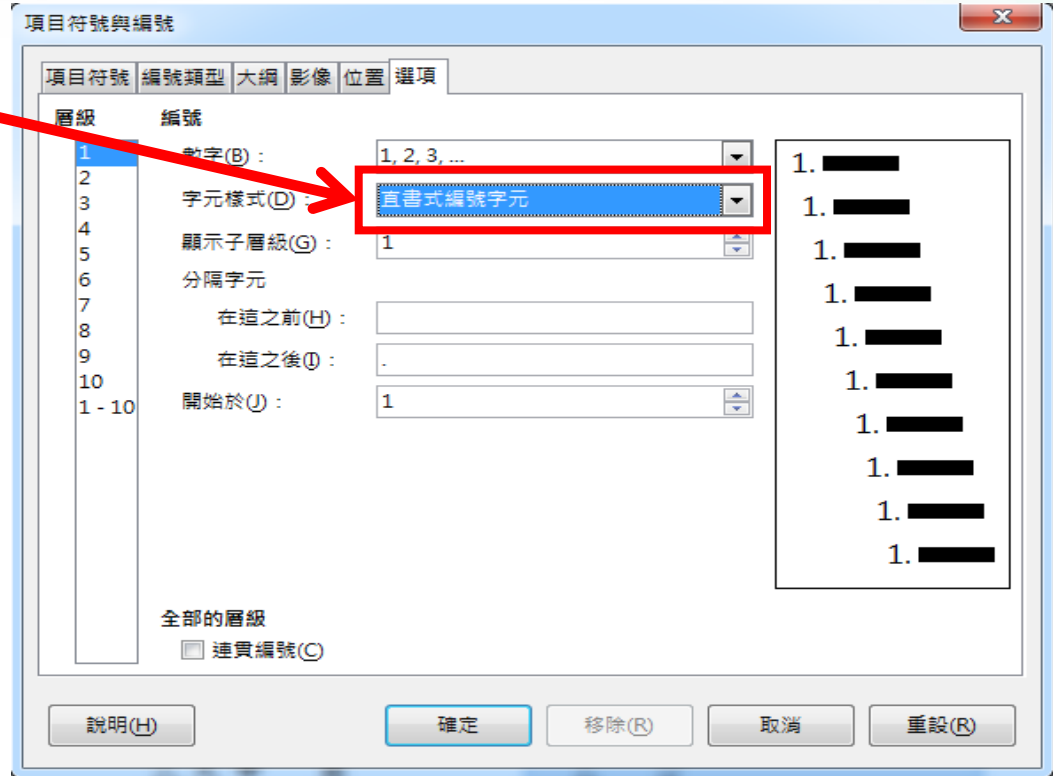 項目符號與編號
項目符號 編號類型 大綱 影像 位置 選項
層級 編號
1
2
3
4
5
6
7
8
9
10
1 - 10
數字(B)： 1, 2, 3, ...
字元樣式(D)： 直書式編號字元
顯示子層級(G)： 1
分隔字元
在這之前(H)：
在這之後(I)： .
開始於(J)： 1
1.
1.
1.
1.
1.
1.
1.
1.
1.
1.
全部的層級
連貫編號(C)
說明(H) 確定 移除(R) 取消 重設(R)